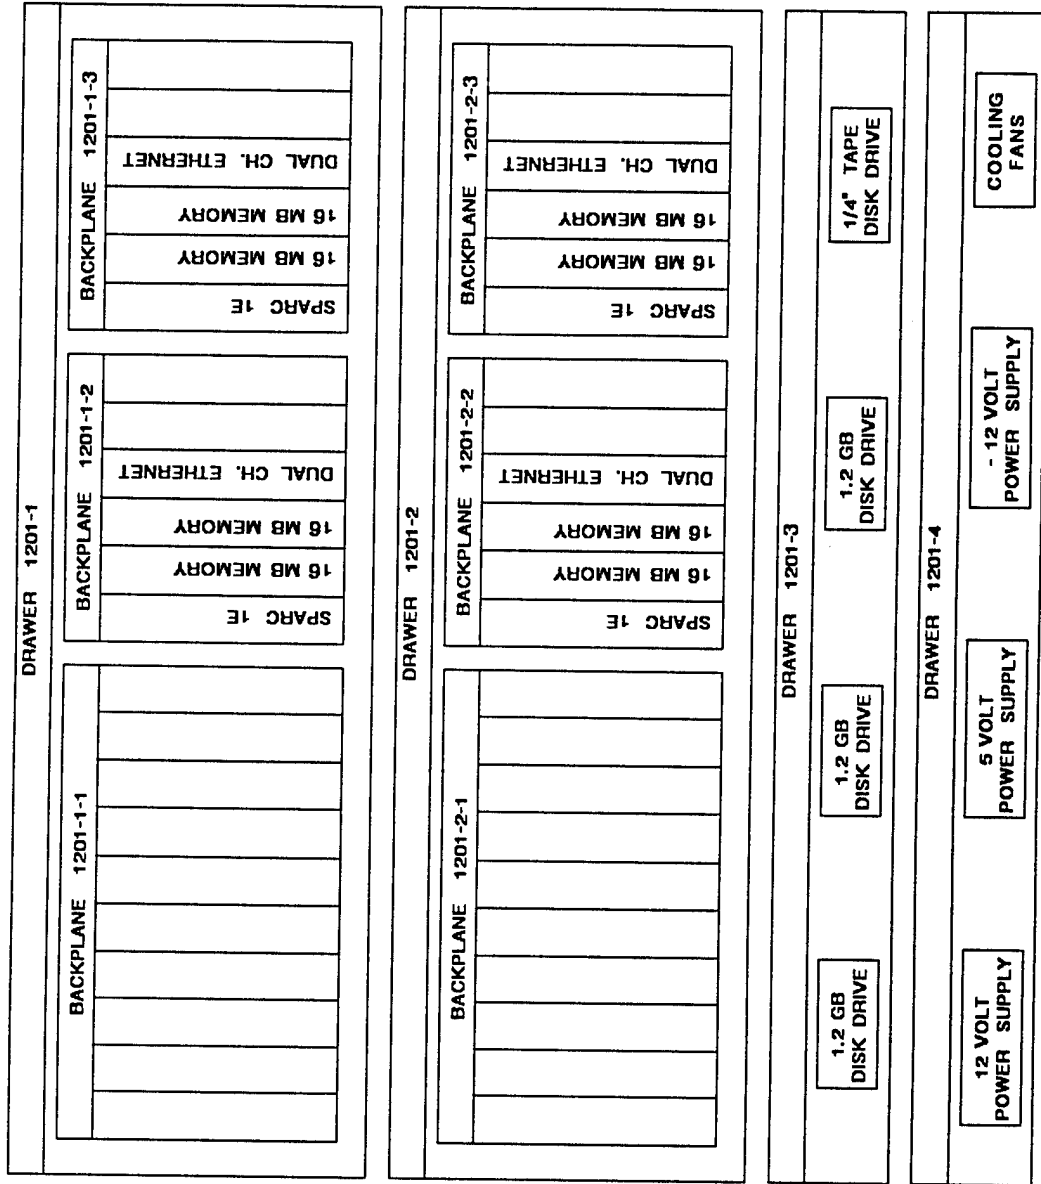 DRAWER 1201-1
BACKPLANE 1201-1-1
BACKPLANE 1201-1-2
SPARC 1E
16 MB MEMORY
16 MB MEMORY
DUAL CH. ETHERNET
BACKPLANE 1201-1-3
SPARC 1E
16 MB MEMORY
16 MB MEMORY
DUAL CH. ETHERNET
DRAWER 1201-2
BACKPLANE 1201-2-1
BACKPLANE 1201-2-2
SPARC 1E
16 MB MEMORY
16 MB MEMORY
DUAL CH. ETHERNET
BACKPLANE 1201-2-3
SPARC 1E
16 MB MEMORY
16 MB MEMORY
DUAL CH. ETHERNET
DRAWER 1201-3
1.2 GB
DISK DRIVE
1.2 GB
DISK DRIVE
1.2 GB
DISK DRIVE
1/4" TAPE
DISK DRIVE
DRAWER 1201-4
12 VOLT
POWER SUPPLY
5 VOLT
POWER SUPPLY
- 12 VOLT
POWER SUPPLY
COOLING
FANS